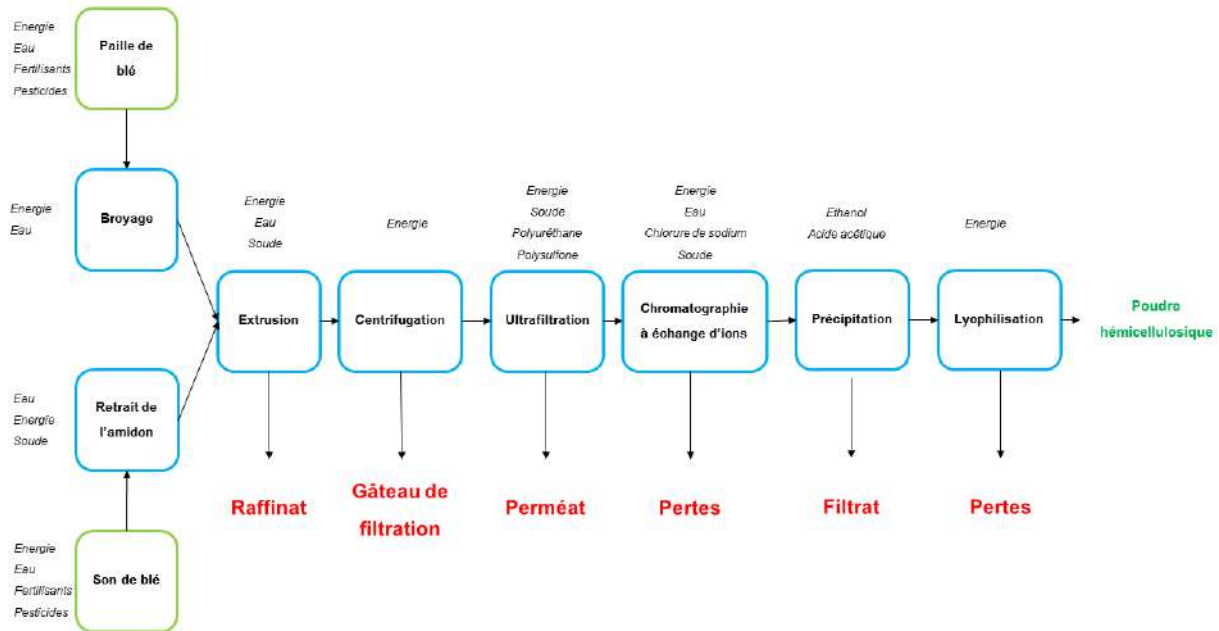 Energie
Eau
Fertilisants
Pesticides
Paille de
blé
Energie
Eau
Broyage
Energie
Eau
Soude
Extrusion
Energie
Centrifugation
Energie
Soude
Polyuréthane
Polysulfone
Ultrafiltration
Energie
Eau
Chlorure de sodium
Soude
Chromatographie
à échange d'ions
Ethanol
Acide acétique
Précipitation
Energie
Lyophilisation
Poudre
hémicellulosique
Eau
Energie
Soude
Retrait de
l'amidon
Raffinat
Gâteau de
filtration
Perméat
Pertes
Filtrat
Pertes
Energie
Eau
Fertilisants
Pesticides
Son de blé